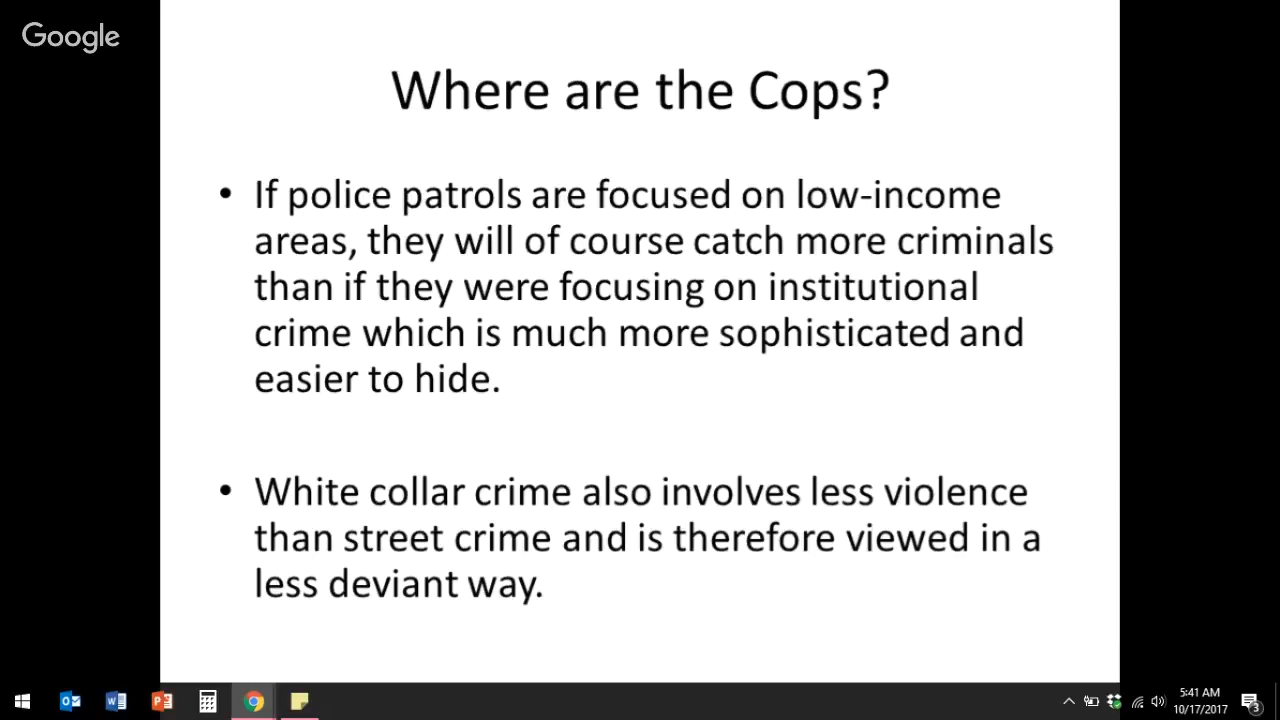 Google
Where are the Cops?
• If police patrols are focused on low-income
areas, they will of course catch more criminals
than if they were focusing on institutional
crime which is much more sophisticated and
easier to hide.
• White collar crime also involves less violence
than street crime and is therefore viewed in a
less deviant way.
5:41 AM
10/17/2017
3